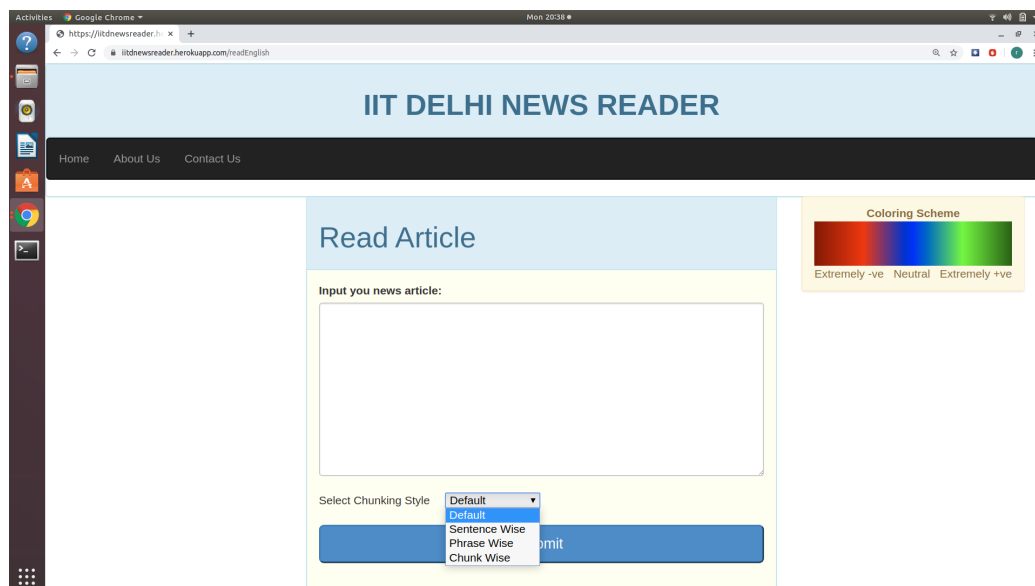 Activities Google Chrome ▾ Mon 20:38 ●
https://iitdnewsreader.h × +
iitdnewsreader.herokuapp.com/readEnglish
IIT DELHI NEWS READER
Home About Us Contact Us
Coloring Scheme
Extremely -ve Neutral Extremely +ve
Read Article
Input you news article:
Select Chunking Style Default ▾
Default
Sentence Wise
Phrase Wise
Chunk Wise